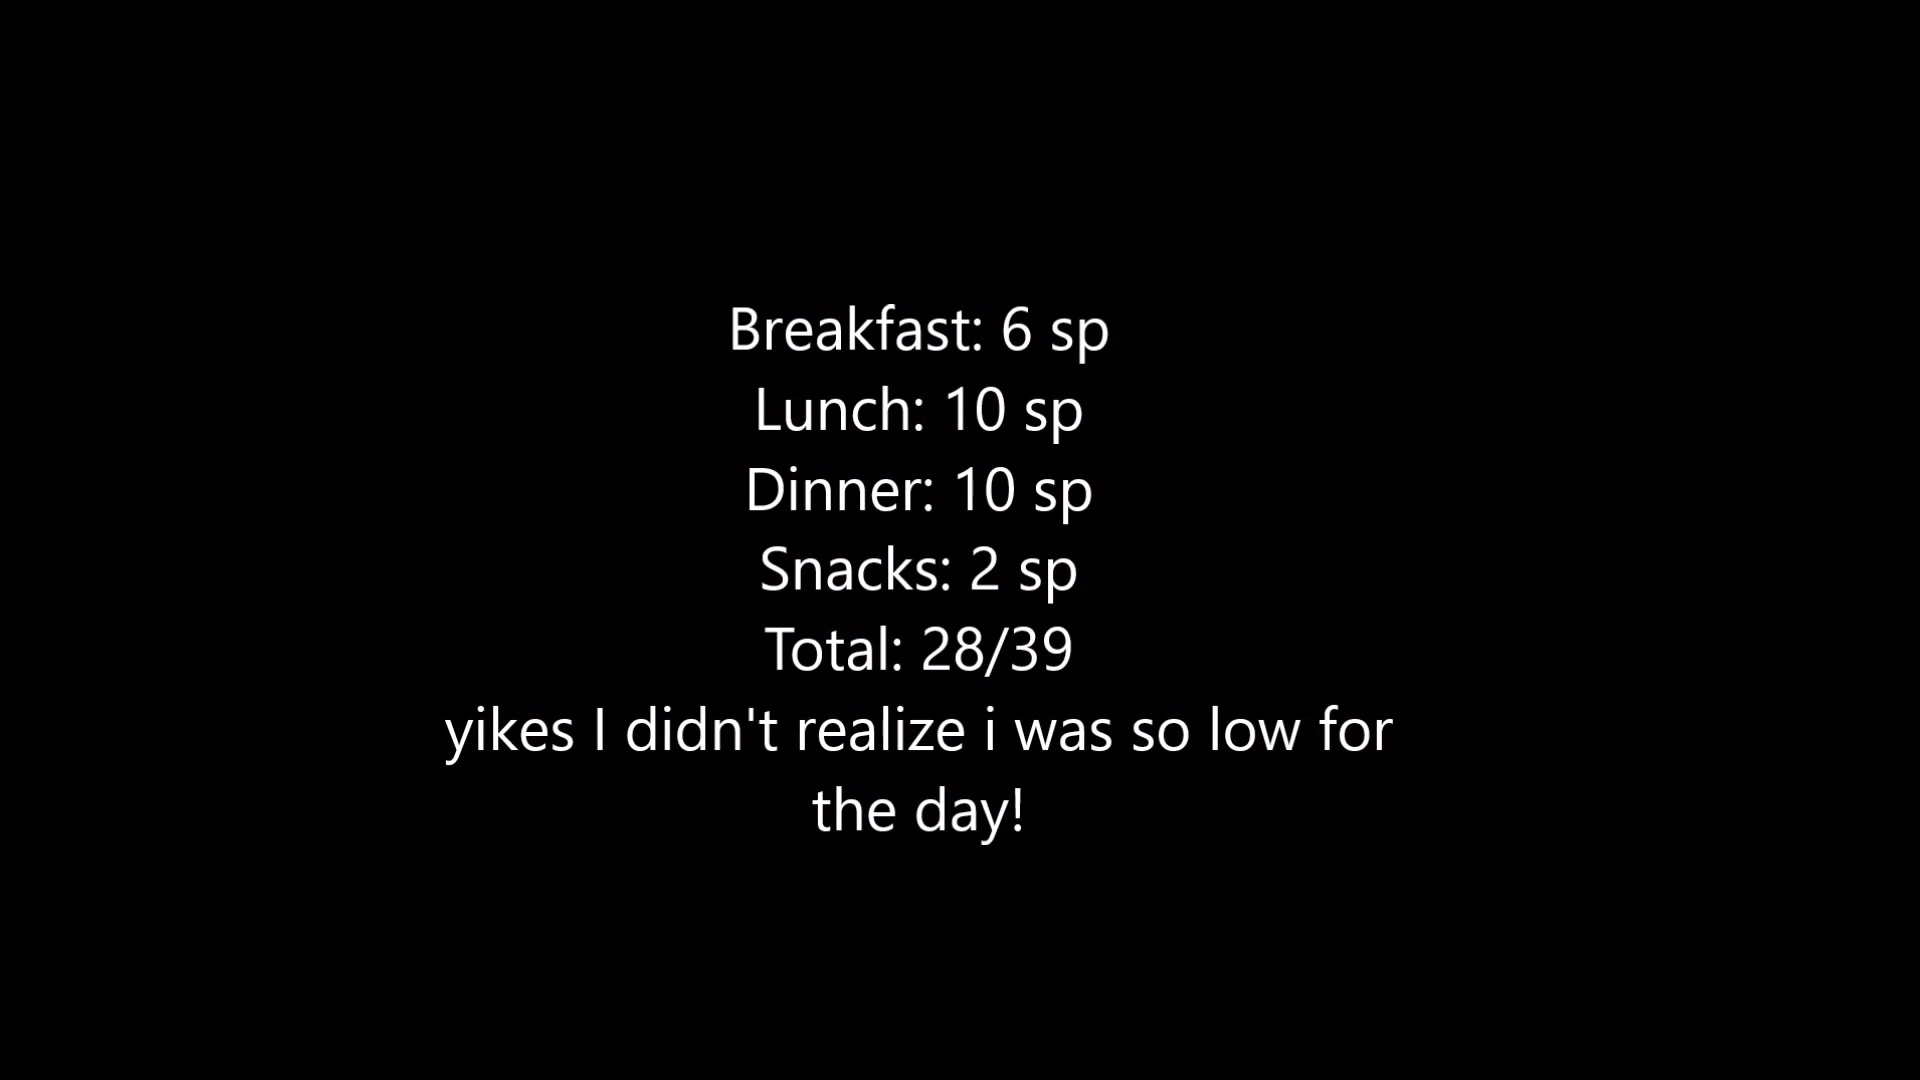 Breakfast: 6 sp
Lunch: 10 sp
Dinner: 10 sp
Snacks: 2 sp
Total: 28/39
yikes I didn't realize i was so low for
the day!